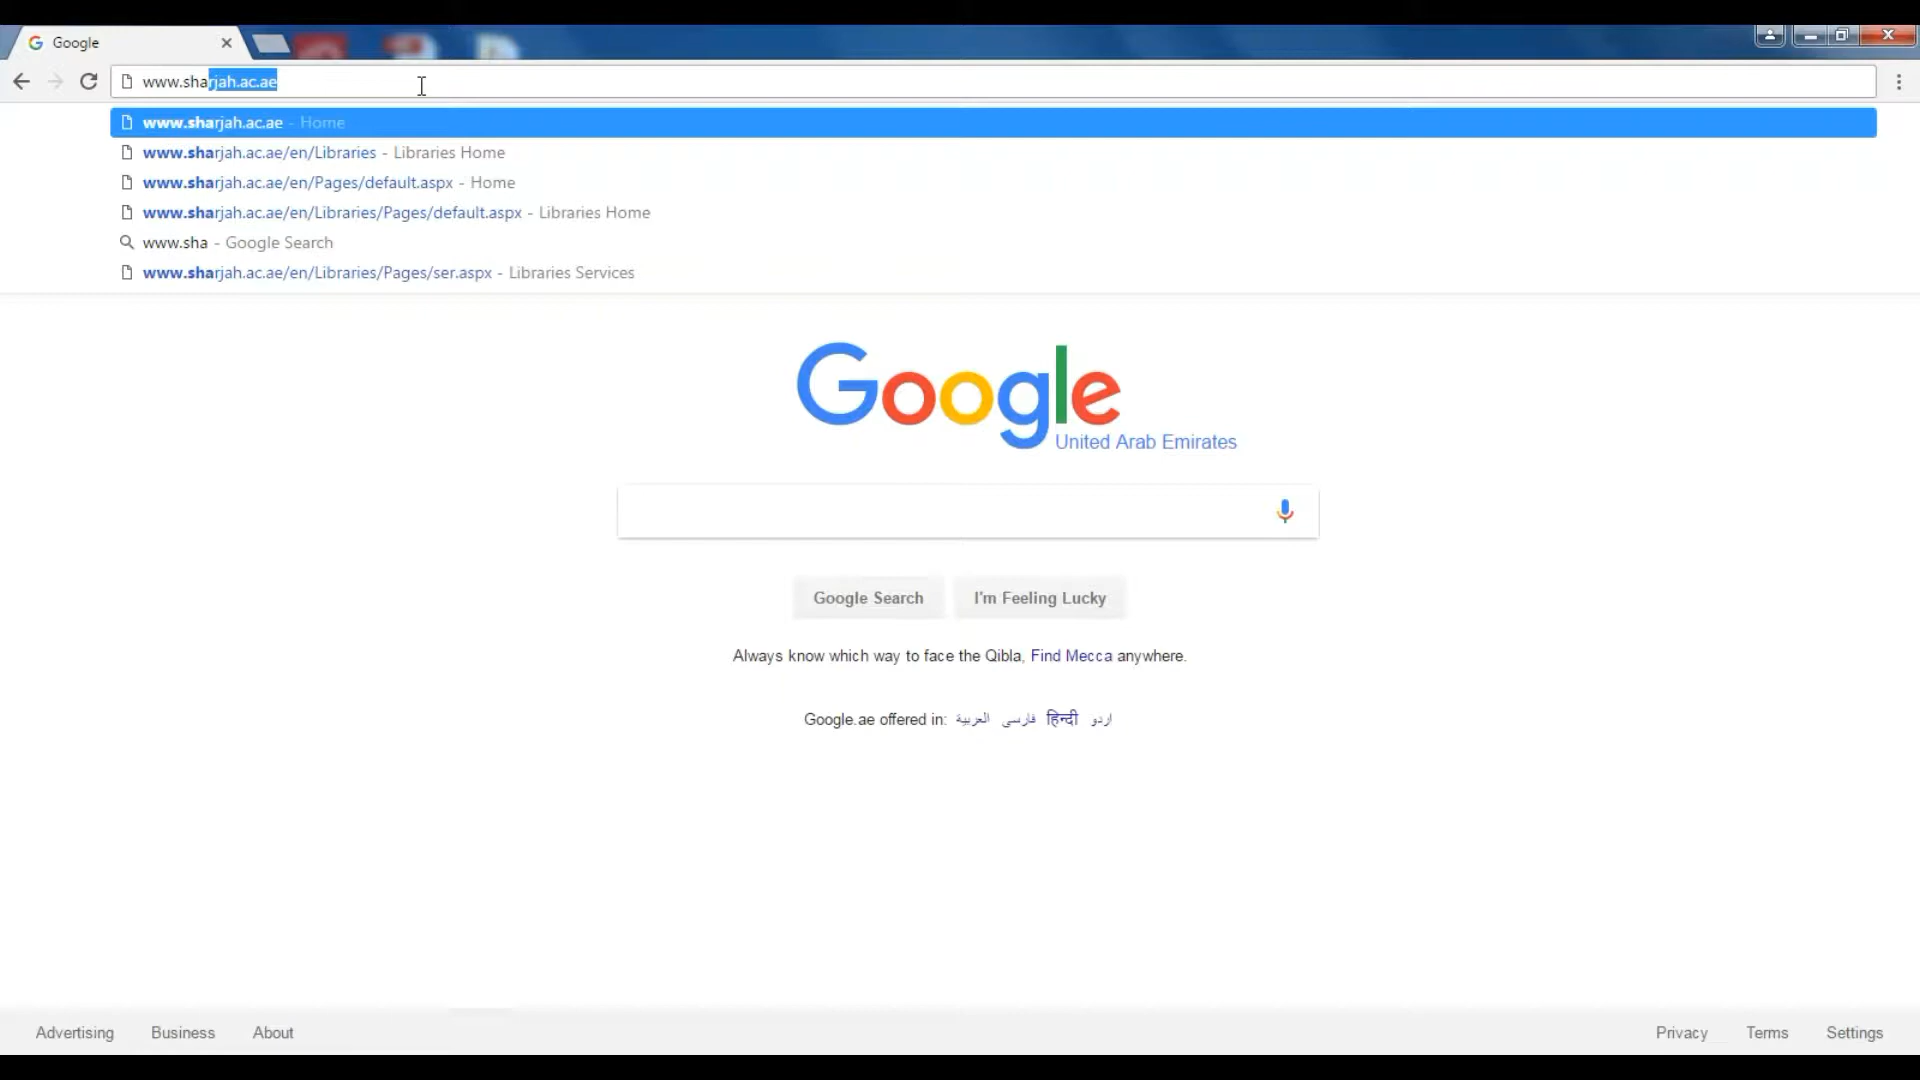 Google
www.sharjah.ac.ae
www.sharjah.ac.ae - Home
www.sharjah.ac.ae/en/Libraries - Libraries Home
www.sharjah.ac.ae/en/Pages/default.aspx - Home
www.sharjah.ac.ae/en/Libraries/Pages/default.aspx - Libraries Home
www.sha - Google Search
www.sharjah.ac.ae/en/Libraries/Pages/ser.aspx - Libraries Services
Google
United Arab Emirates
Google Search I'm Feeling Lucky
Always know which way to face the Qibla, Find Mecca anywhere.
Google.ae offered in: العربية فارسی हिन्दी اردو
Advertising Business About Privacy Terms Settings